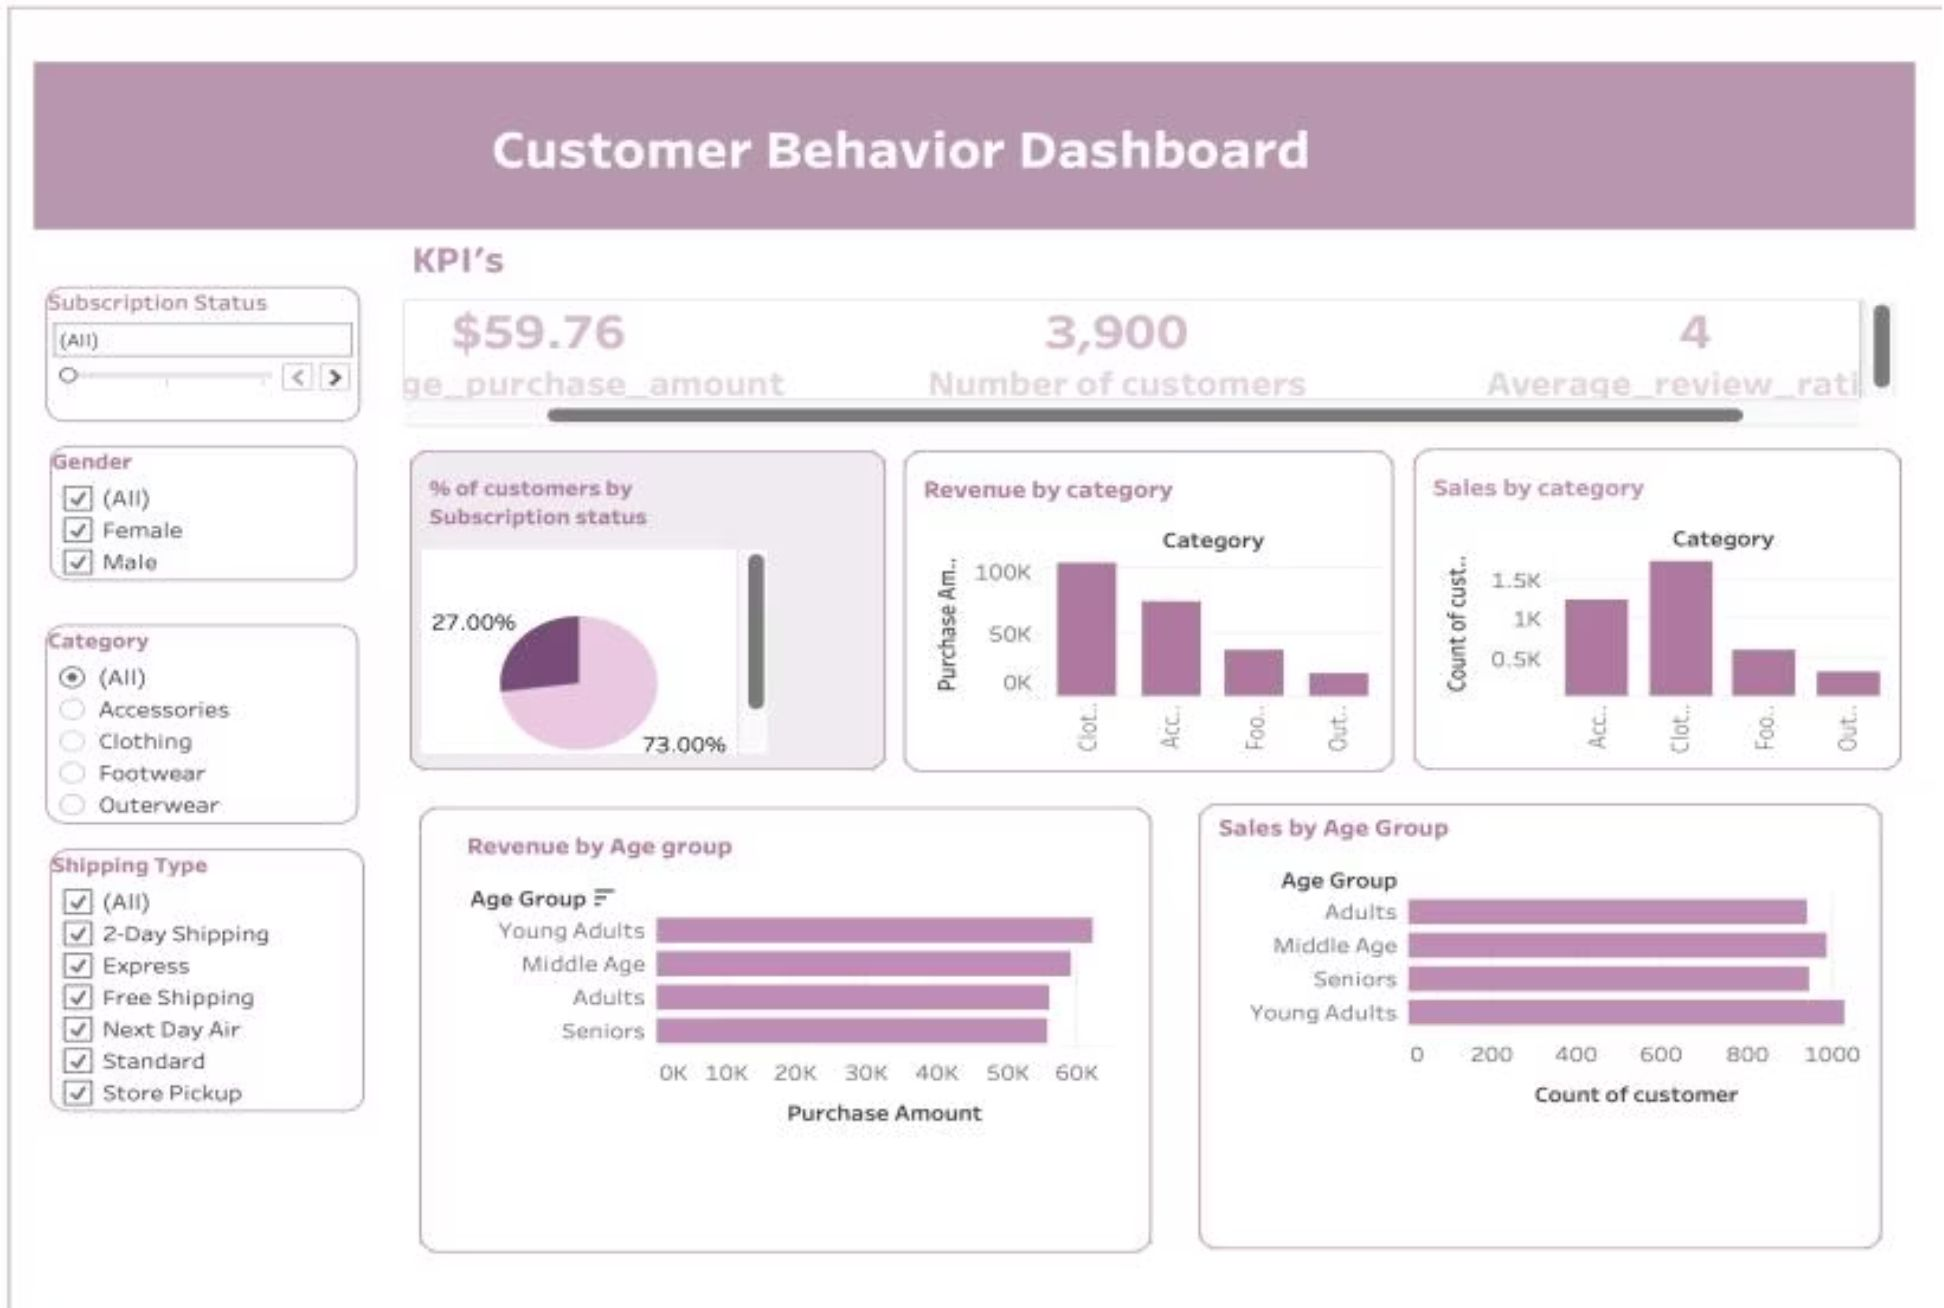 Customer Behavior Dashboard
KPI’s
Subscription Status
(All)
Gender
(All)
Female
Male
Category
(All)
Accessories
Clothing
Footwear
Outerwear
Shipping Type
(All)
2-Day Shipping
Express
Free Shipping
Next Day Air
Standard
Store Pickup
$59.76
ge_purchase_amount
3,900
Number of customers
4
Average_review_rati
% of customers by
Subscription status
27.00%
73.00%
Revenue by category
Category
Purchase Am..
100K
50K
0K
Clot..
Acc..
Foo..
Out..
Sales by category
Category
Count of cust..
1.5K
1K
0.5K
Acc..
Clot..
Foo..
Out..
Revenue by Age group
Age Group
Young Adults
Middle Age
Adults
Seniors
0K 10K 20K 30K 40K 50K 60K
Purchase Amount
Sales by Age Group
Age Group
Adults
Middle Age
Seniors
Young Adults
0 200 400 600 800 1000
Count of customer